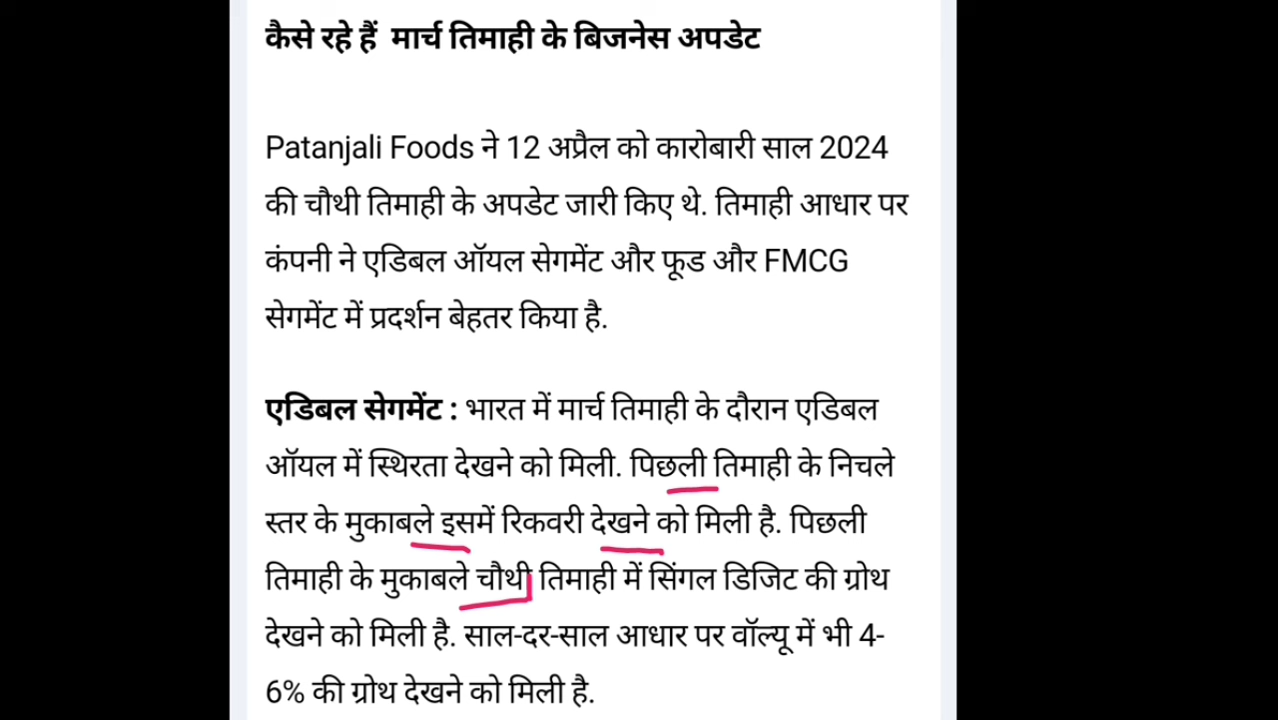 कैसे रहे हैं मार्च तिमाही के बिजनेस अपडेट
Patanjali Foods ने 12 अप्रैल को कारोबारी साल 2024
की चौथी तिमाही के अपडेट जारी किए थे. तिमाही आधार पर
कंपनी ने एडिबल ऑयल सेगमेंट और फूड और FMCG
सेगमेंट में प्रदर्शन बेहतर किया है.
एडिबल सेगमेंट : भारत में मार्च तिमाही के दौरान एडिबल
ऑयल में स्थिरता देखने को मिली. पिछली तिमाही के निचले
स्तर के मुकाबले इसमें रिकवरी देखने को मिली है. पिछली
तिमाही के मुकाबले चौथी तिमाही में सिंगल डिजिट की ग्रोथ
देखने को मिली है. साल-दर-साल आधार पर वॉल्यू में भी 4-
6% की ग्रोथ देखने को मिली है.